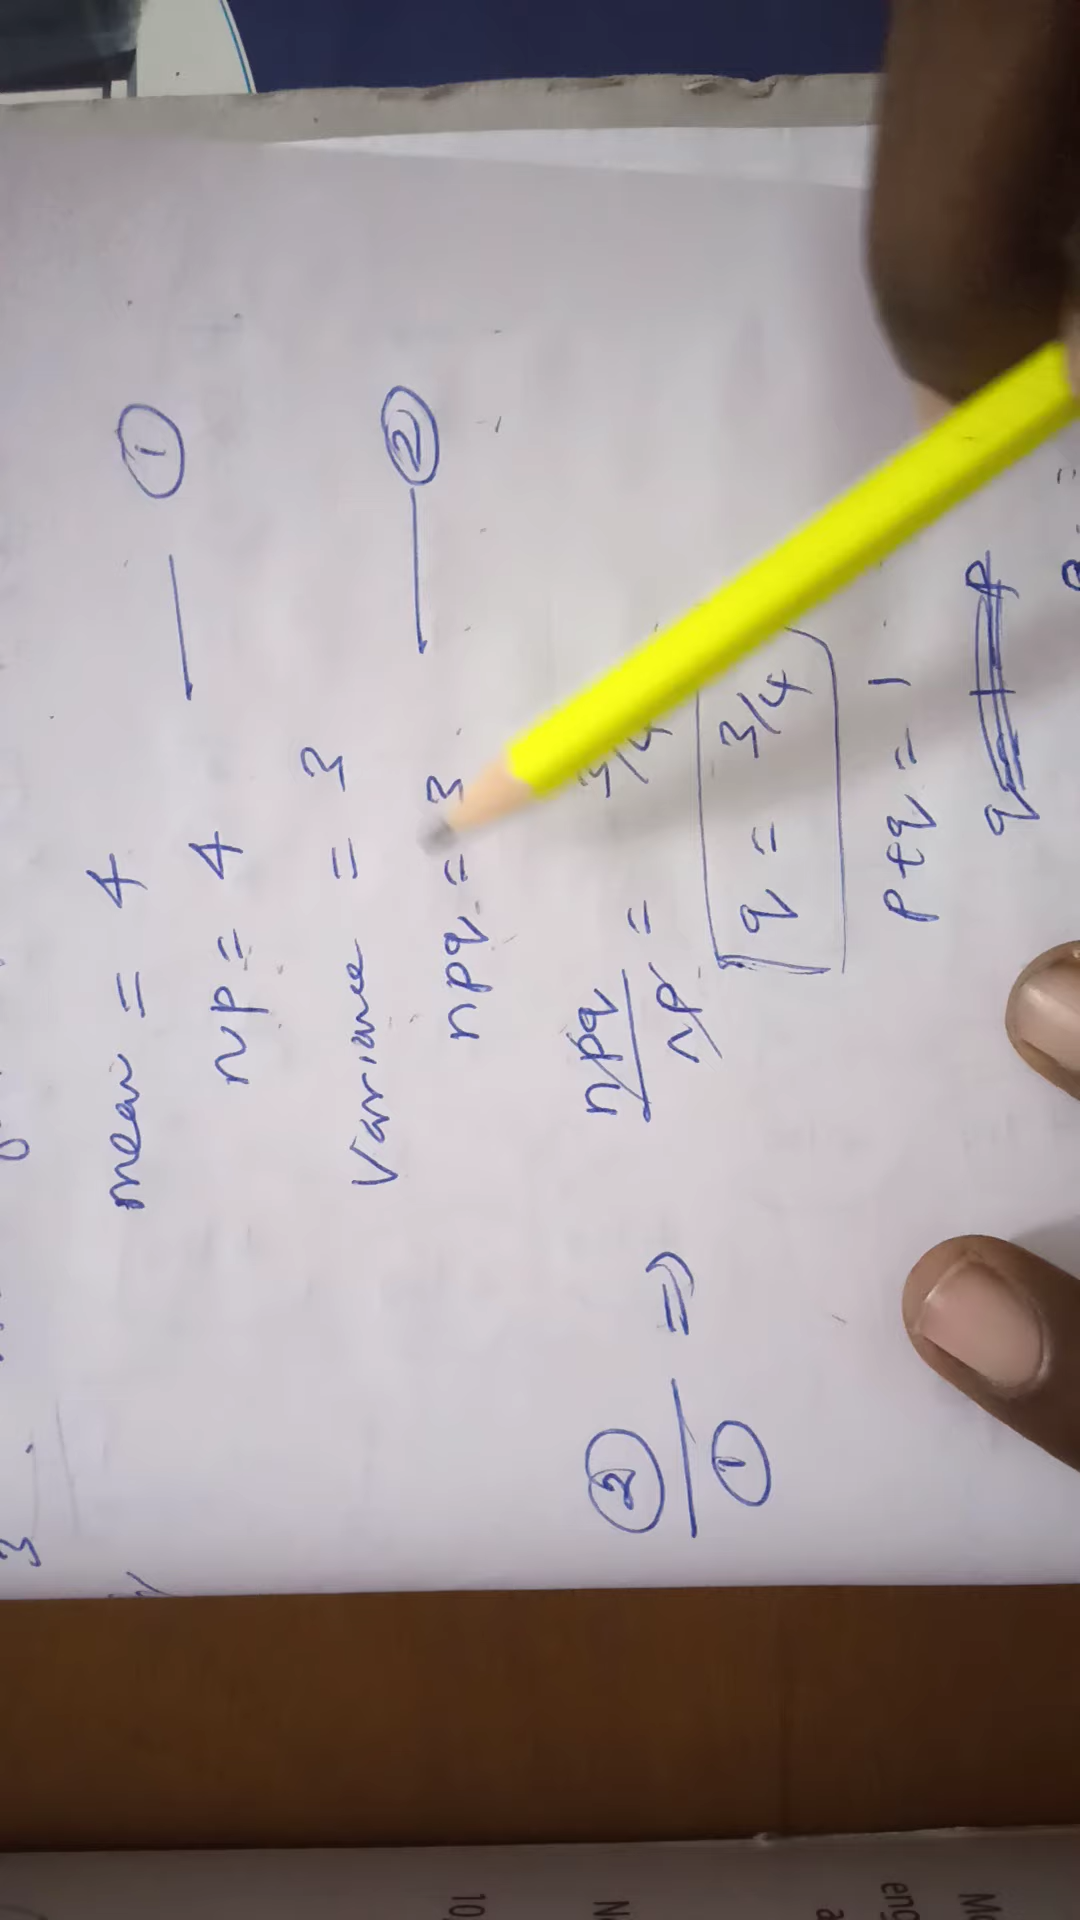 mean = 4
np = 4 — ①
Variance = 3
npq = 3 — ②
② / ① ⇒ npq / np = 3/4
q = 3/4
p + q = 1
10